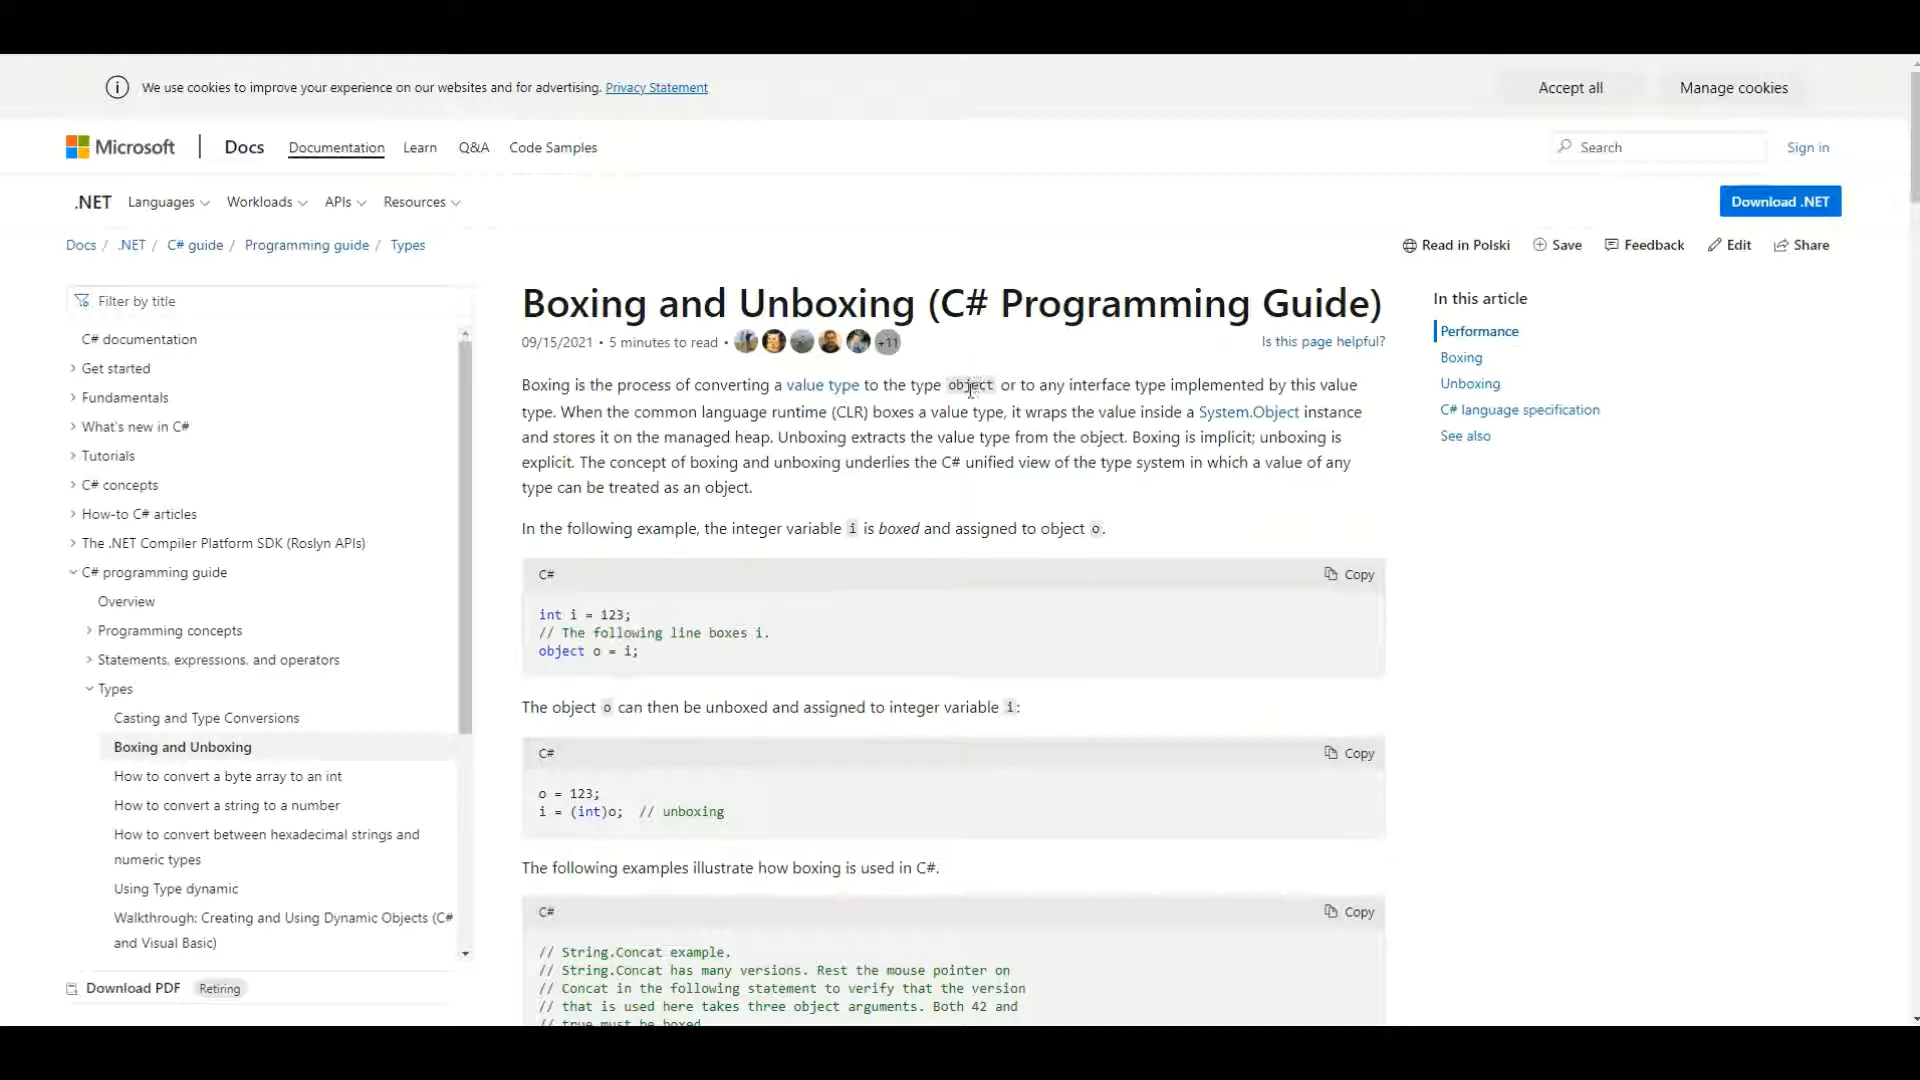 We use cookies to improve your experience on our websites and for advertising. Privacy Statement
Accept all
Manage cookies
Microsoft
Docs
Documentation
Learn
Q&A
Code Samples
Search
Sign in
.NET
Languages
Workloads
APIs
Resources
Download .NET
Docs / .NET / C# guide / Programming guide / Types
Read in Polski
Save
Feedback
Edit
Share
Filter by title
C# documentation
Get started
Fundamentals
What's new in C#
Tutorials
C# concepts
How-to C# articles
The .NET Compiler Platform SDK (Roslyn APIs)
C# programming guide
Overview
Programming concepts
Statements, expressions, and operators
Types
Casting and Type Conversions
Boxing and Unboxing
How to convert a byte array to an int
How to convert a string to a number
How to convert between hexadecimal strings and
numeric types
Using Type dynamic
Walkthrough: Creating and Using Dynamic Objects (C#
and Visual Basic)
Download PDF
Retiring
Boxing and Unboxing (C# Programming Guide)
09/15/2021 • 5 minutes to read • +11
Is this page helpful?
Boxing is the process of converting a value type to the type object or to any interface type implemented by this value
type. When the common language runtime (CLR) boxes a value type, it wraps the value inside a System.Object instance
and stores it on the managed heap. Unboxing extracts the value type from the object. Boxing is implicit; unboxing is
explicit. The concept of boxing and unboxing underlies the C# unified view of the type system in which a value of any
type can be treated as an object.
In the following example, the integer variable i is boxed and assigned to object o.
C#
Copy
int i = 123;
// The following line boxes i.
object o = i;
The object o can then be unboxed and assigned to integer variable i:
C#
Copy
o = 123;
i = (int)o;  // unboxing
The following examples illustrate how boxing is used in C#.
C#
Copy
// String.Concat example.
// String.Concat has many versions. Rest the mouse pointer on
// Concat in the following statement to verify that the version
// that is used here takes three object arguments. Both 42 and
// true must be boxed
In this article
Performance
Boxing
Unboxing
C# language specification
See also